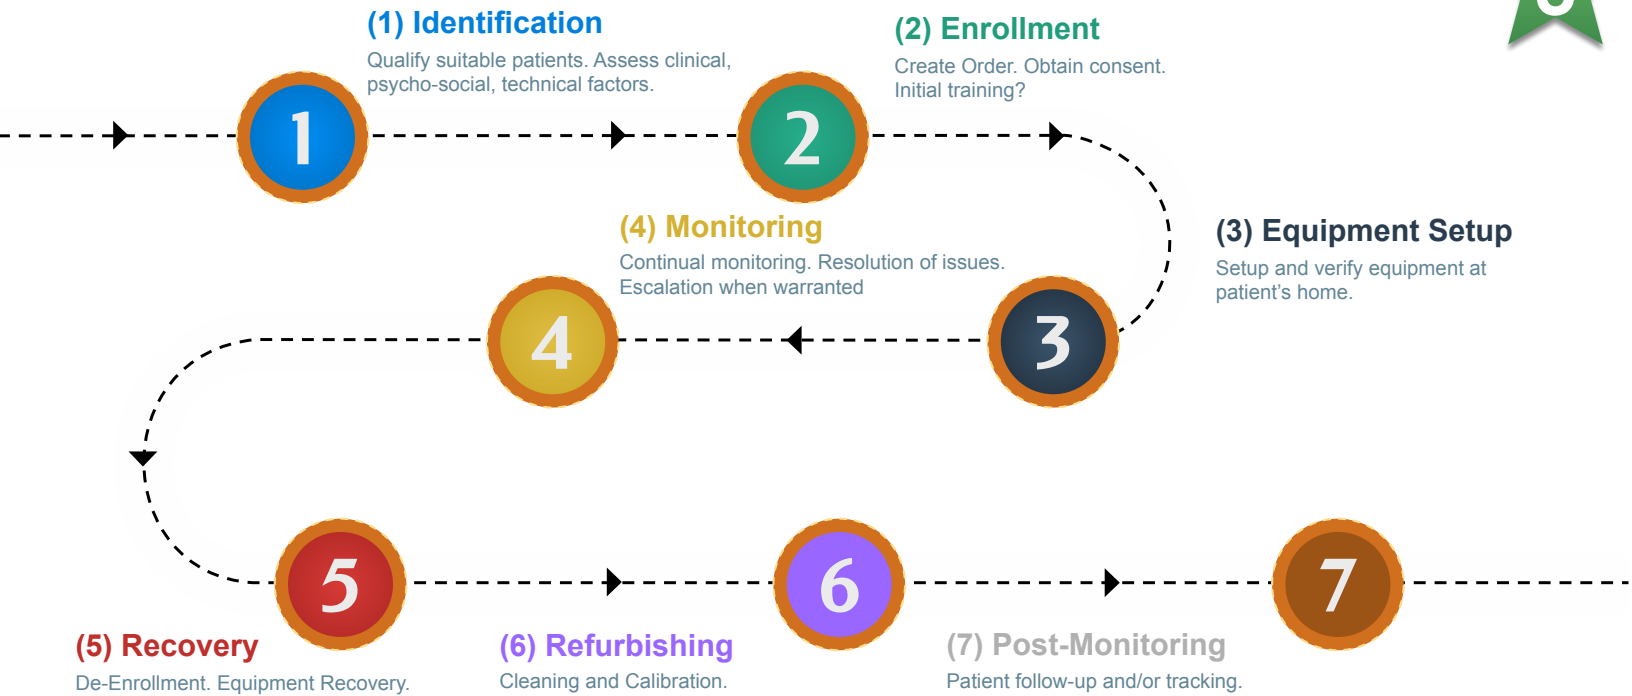 (1) Identification
Qualify suitable patients. Assess clinical,
psycho-social, technical factors.
(2) Enrollment
Create Order. Obtain consent.
Initial training?
1
2
(3) Equipment Setup
Setup and verify equipment at
patient's home.
(4) Monitoring
Continual monitoring. Resolution of issues.
Escalation when warranted
4
3
5
6
7
(5) Recovery
De-Enrollment. Equipment Recovery.
(6) Refurbishing
Cleaning and Calibration.
(7) Post-Monitoring
Patient follow-up and/or tracking.